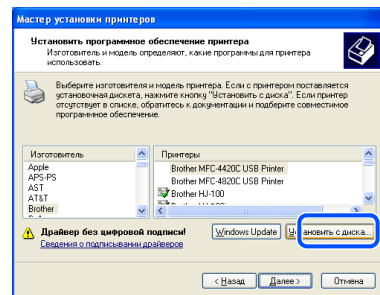 Мастер установки принтеров
Установить программное обеспечение принтера
Изготовитель и модель определяют, какие программы для принтера
использовать.
Выберите изготовителя и модель принтера. Если с принтером поставляется
установочная дискета, нажмите кнопку "Установить с диска". Если принтер
отсутствует в списке, обратитесь к документации и подберите совместимое
программное обеспечение.
Изготовитель
Apple
APS-PS
AST
AT&T
Brother
Принтеры
Brother MFC-4420C USB Printer
Brother MFC-4820C USB Printer
Brother HJ-100
Драйвер без цифровой подписи!
Сведения о подписывании драйверов
Windows Update
Установить с диска...
< Назад
Далее >
Отмена